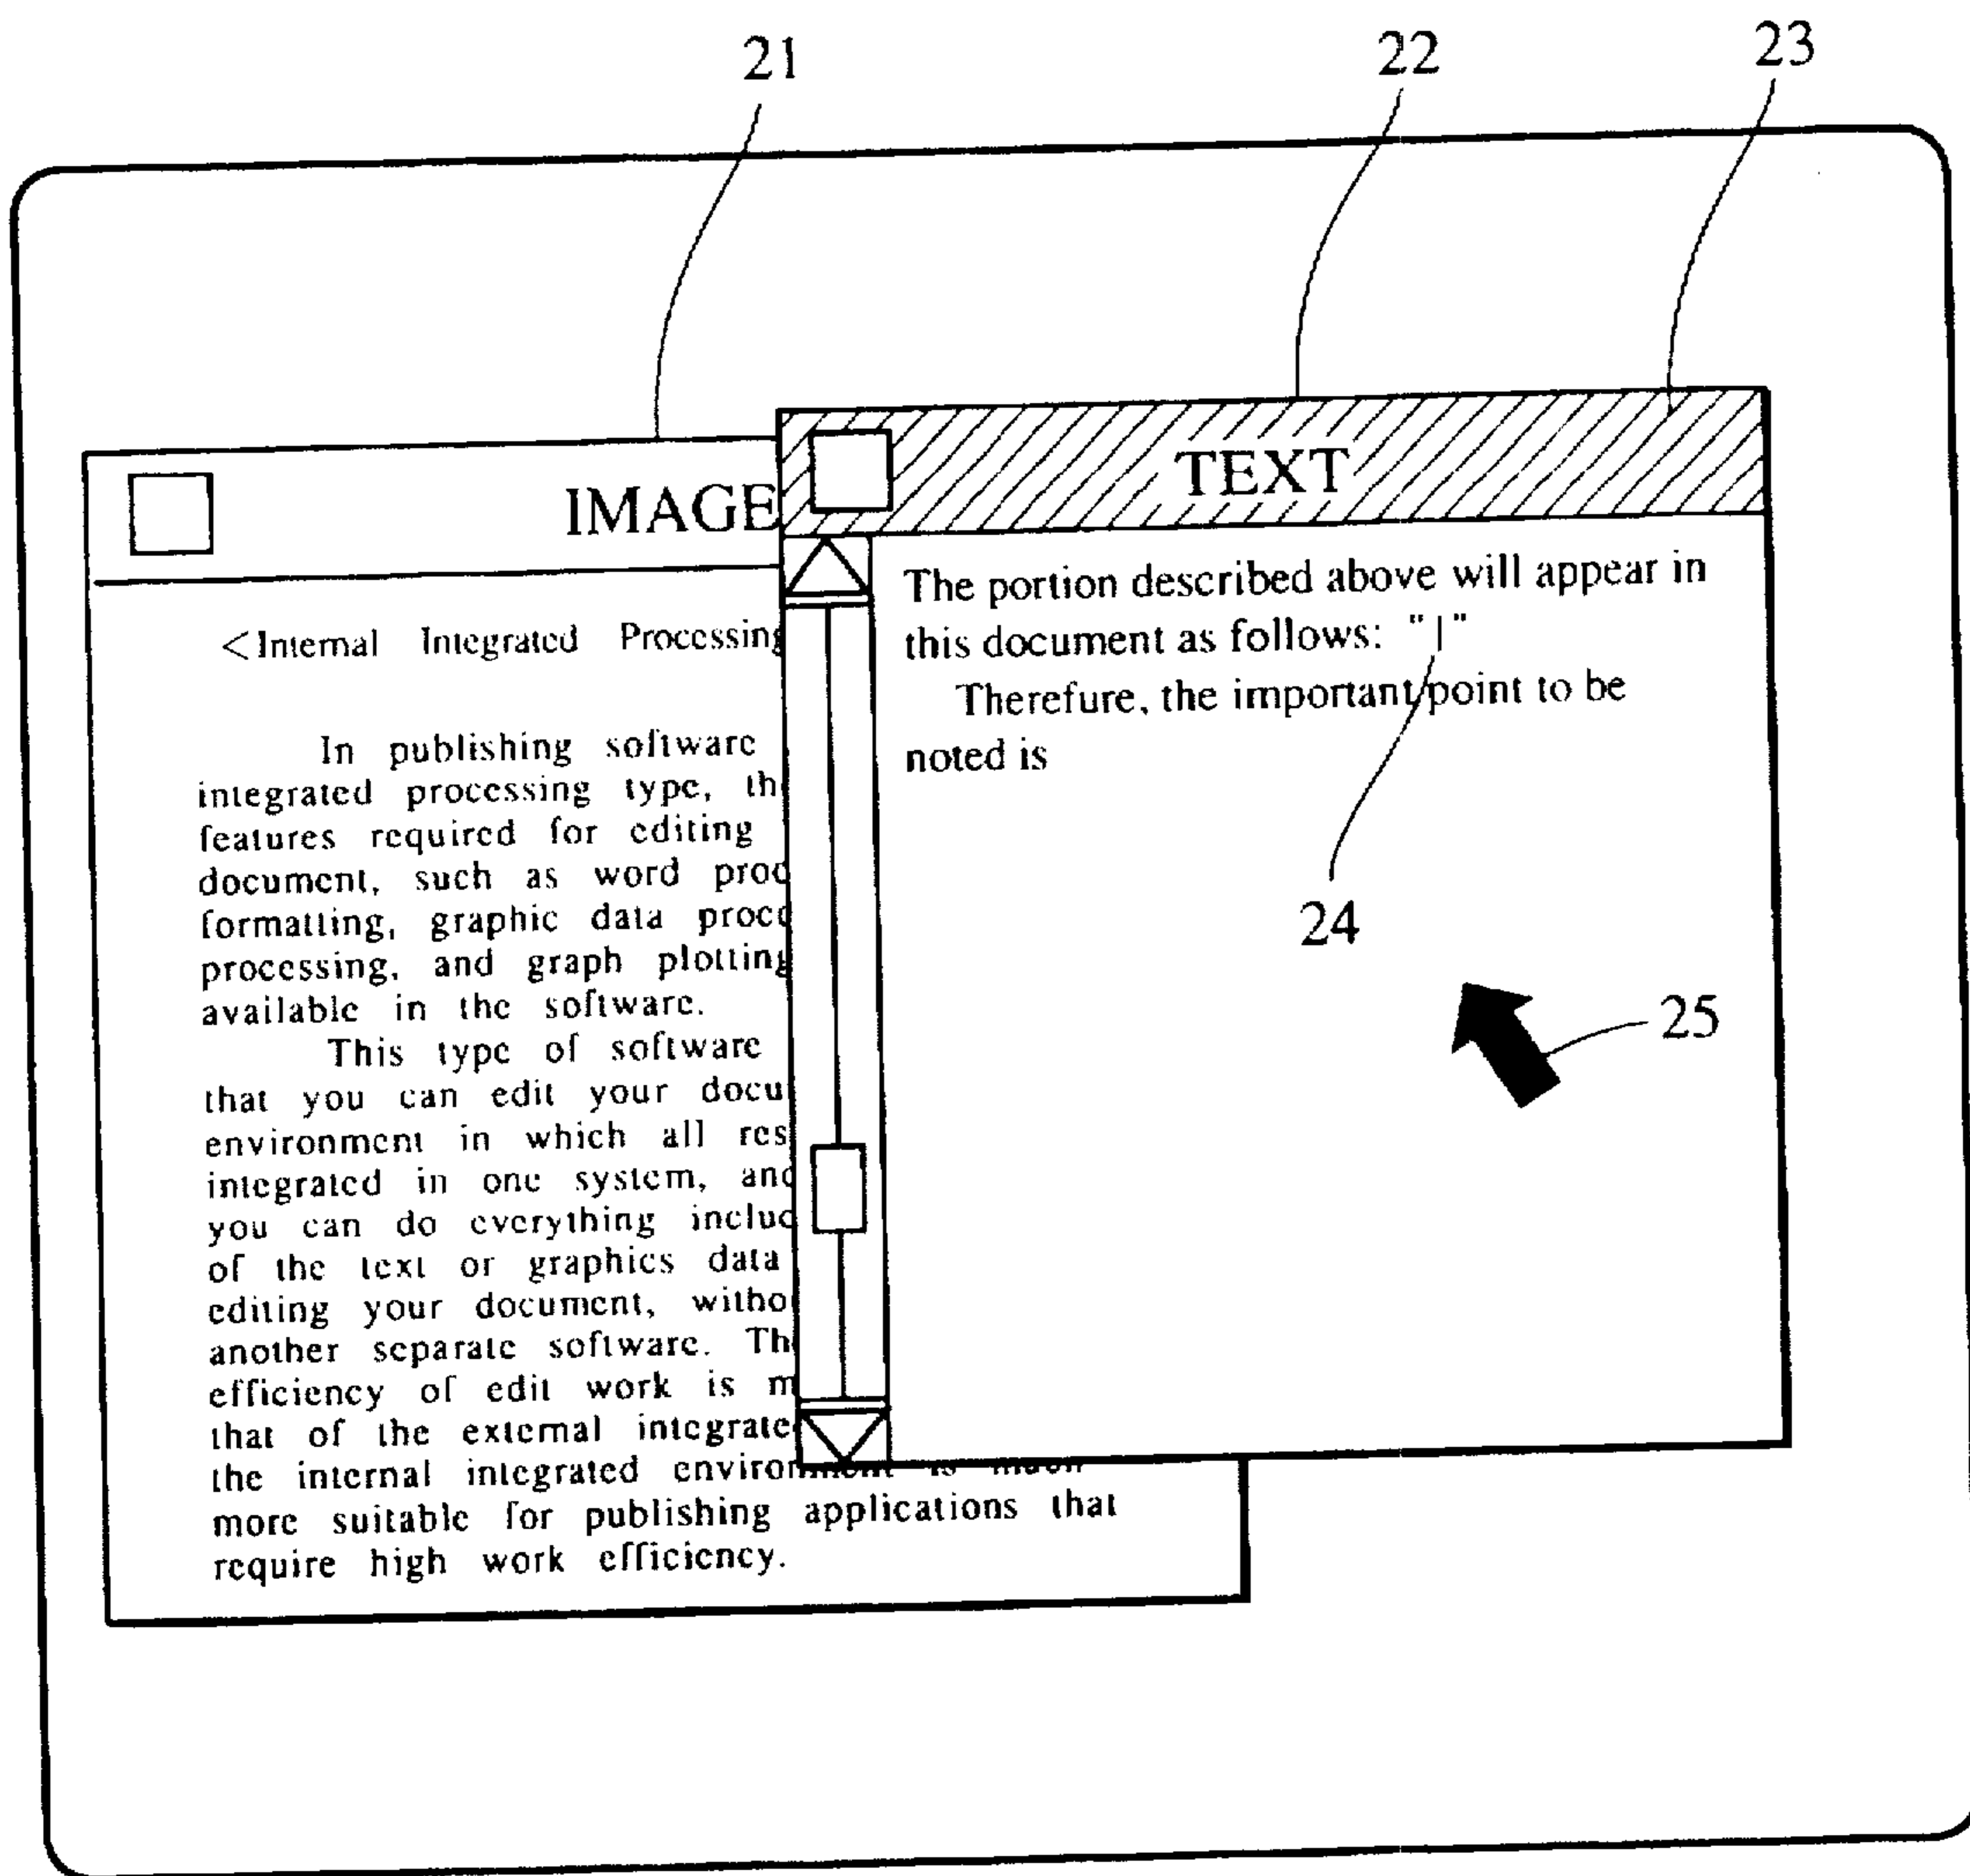 21
22
23
IMAGE
<Internal Integrated Processing
In publishing software
integrated processing type, th
features required for editing
document, such as word proc
formatting, graphic data proce
processing, and graph plotting
available in the software.
This type of software
that you can edit your docu
environment in which all res
integrated in one system, and
you can do everything includ
of the text or graphics data
editing your document, witho
another separate software. Th
efficiency of edit work is m
that of the external integrate
the internal integrated environment is much
more suitable for publishing applications that
require high work efficiency.
TEXT
The portion described above will appear in
this document as follows: "|"
Therefure, the important point to be
noted is
24
25